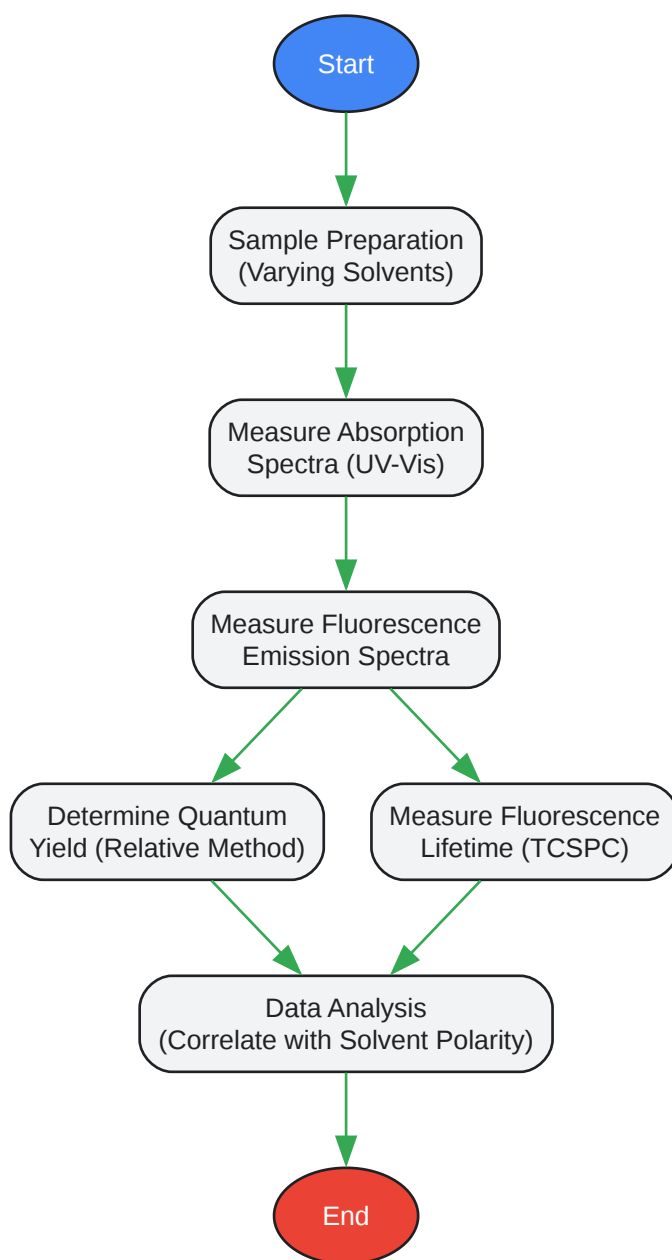 Start
Sample Preparation
(Varying Solvents)
Measure Absorption
Spectra (UV-Vis)
Measure Fluorescence
Emission Spectra
Determine Quantum
Yield (Relative Method)
Measure Fluorescence
Lifetime (TCSPC)
Data Analysis
(Correlate with Solvent Polarity)
End